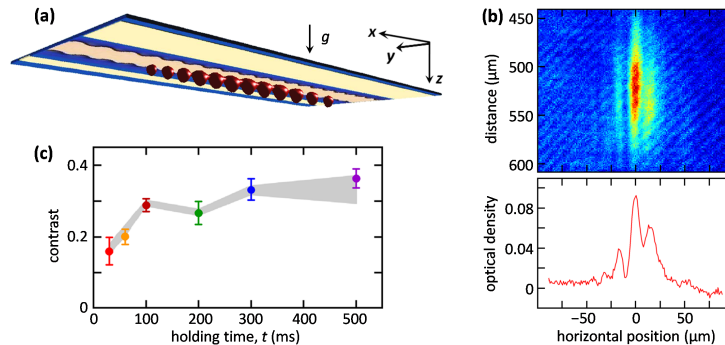 (a)
g
x
y
z
(b)
distance (μm)
450
500
550
600
optical density
0.08
0.04
0
−50 0 50
horizontal position (μm)
(c)
contrast
0.4
0.2
0
0 100 200 300 400 500
holding time, t (ms)